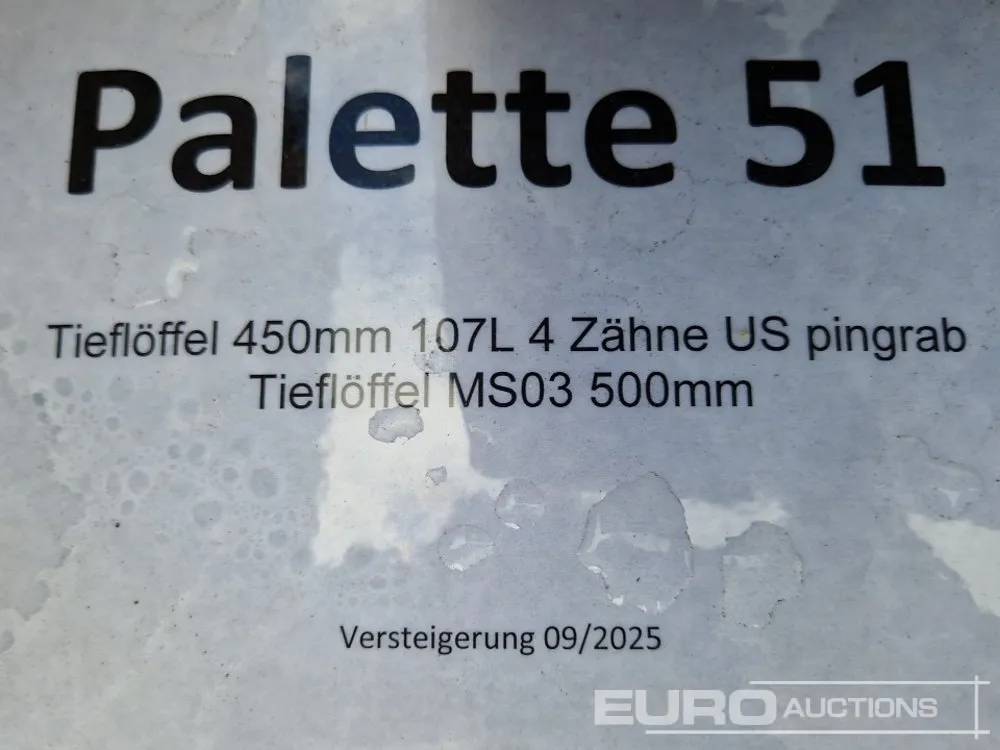 Palette 51
Tieflöffel 450mm 107L 4 Zähne US pingrab
Tieflöffel MS03 500mm
Versteigerung 09/2025
EURO AUCTIONS